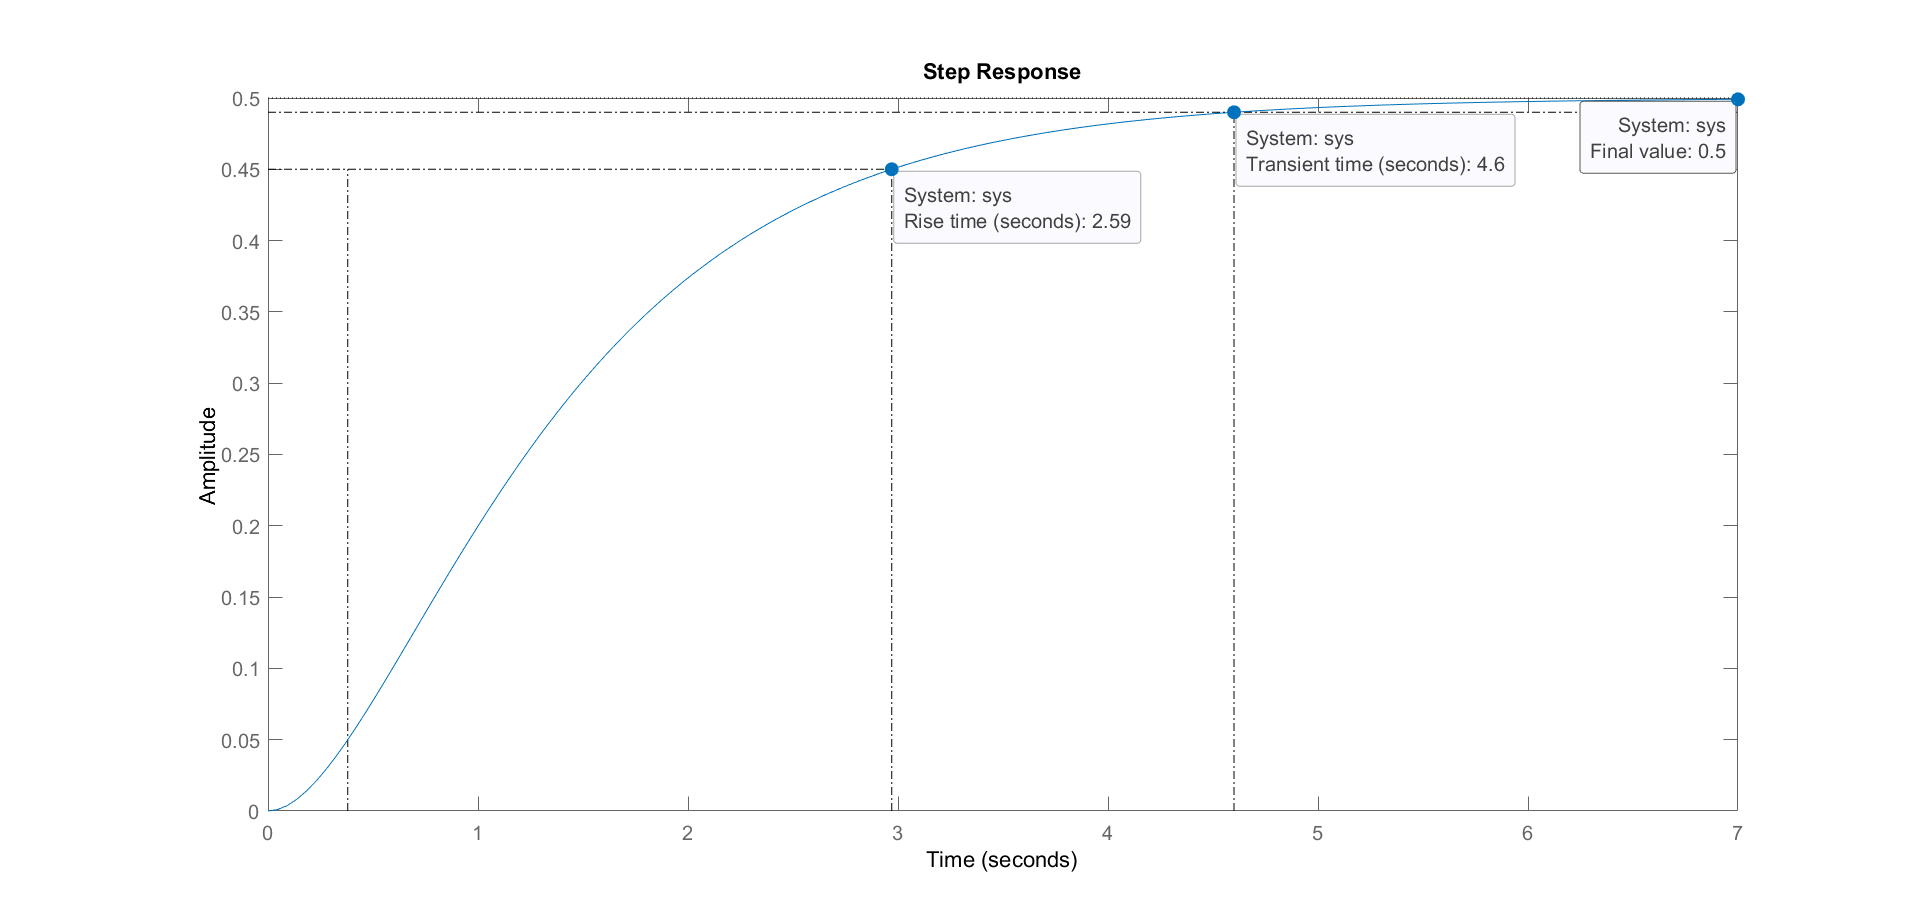 Step Response
0.5
0.45
0.4
0.35
0.3
0.25
0.2
0.15
0.1
0.05
0
Amplitude
System: sys
Rise time (seconds): 2.59
System: sys
Transient time (seconds): 4.6
System: sys
Final value: 0.5
0 1 2 3 4 5 6 7
Time (seconds)